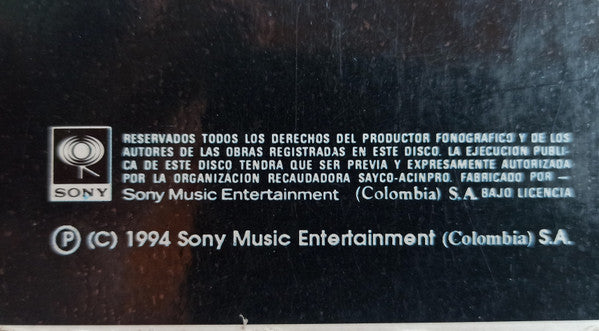 SONY
RESERVADOS TODOS LOS DERECHOS DEL PRODUCTOR FONOGRAFICO Y DE LOS
AUTORES DE LAS OBRAS REGISTRADAS EN ESTE DISCO. LA EJECUCION PUBLI-
CA DE ESTE DISCO TENDRA QUE SER PREVIA Y EXPRESAMENTE AUTORIZADA
POR LA ORGANIZACION RECAUDADORA SAYCO-ACINPRO. FABRICADO POR —
Sony Music Entertainment (Colombia) S.A. BAJO LICENCIA
Ⓟ (C) 1994 Sony Music Entertainment (Colombia) S.A.